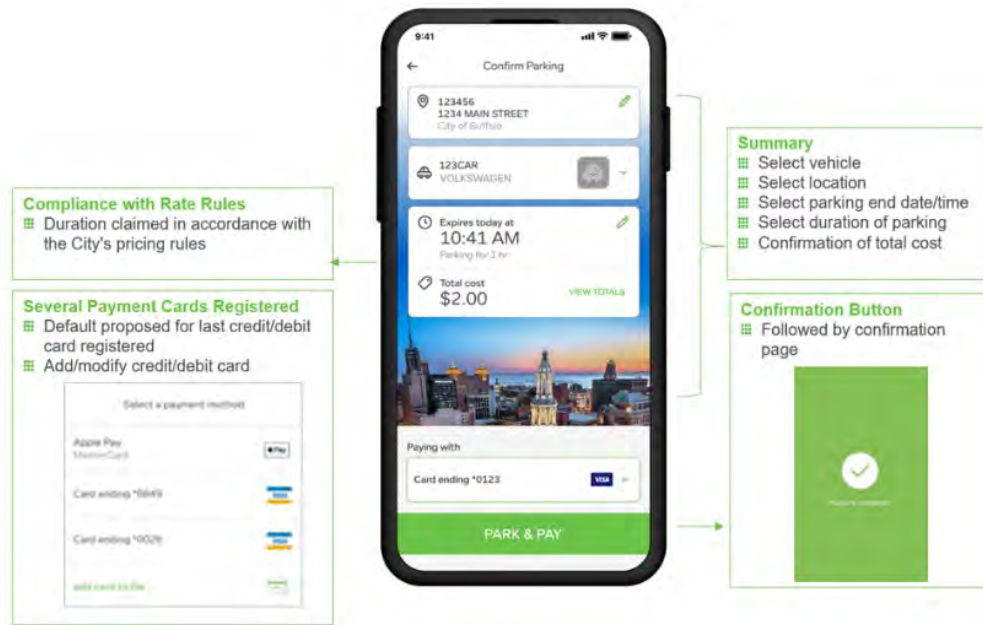 9:41
Confirm Parking
123456
1234 MAIN STREET
City of Buffalo
123CAR
VOLKSWAGEN
Expires today at
10:41 AM
Parking for 1 hr
Total cost
$2.00
VIEW TOTALS
Paying with
Card ending *0123
VISA
PARK & PAY
Compliance with Rate Rules
Duration claimed in accordance with
the City's pricing rules
Several Payment Cards Registered
Default proposed for last credit/debit
card registered
Add/modify credit/debit card
Select a payment method
Apple Pay
MasterCard
Pay
Card ending *6649
VISA
Card ending *0026
VISA
add card to file
Summary
Select vehicle
Select location
Select parking end date/time
Select duration of parking
Confirmation of total cost
Confirmation Button
Followed by confirmation
page